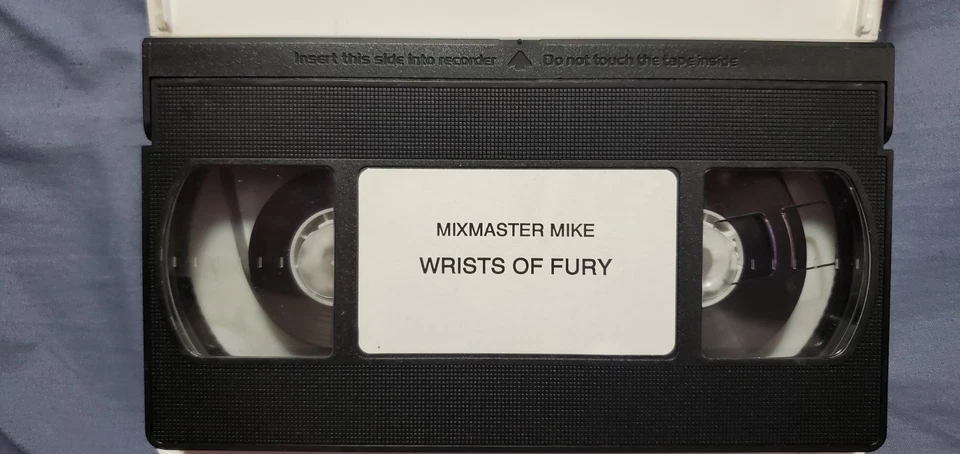 Insert this side into recorder Do not touch the tape inside
MIXMASTER MIKE
WRISTS OF FURY